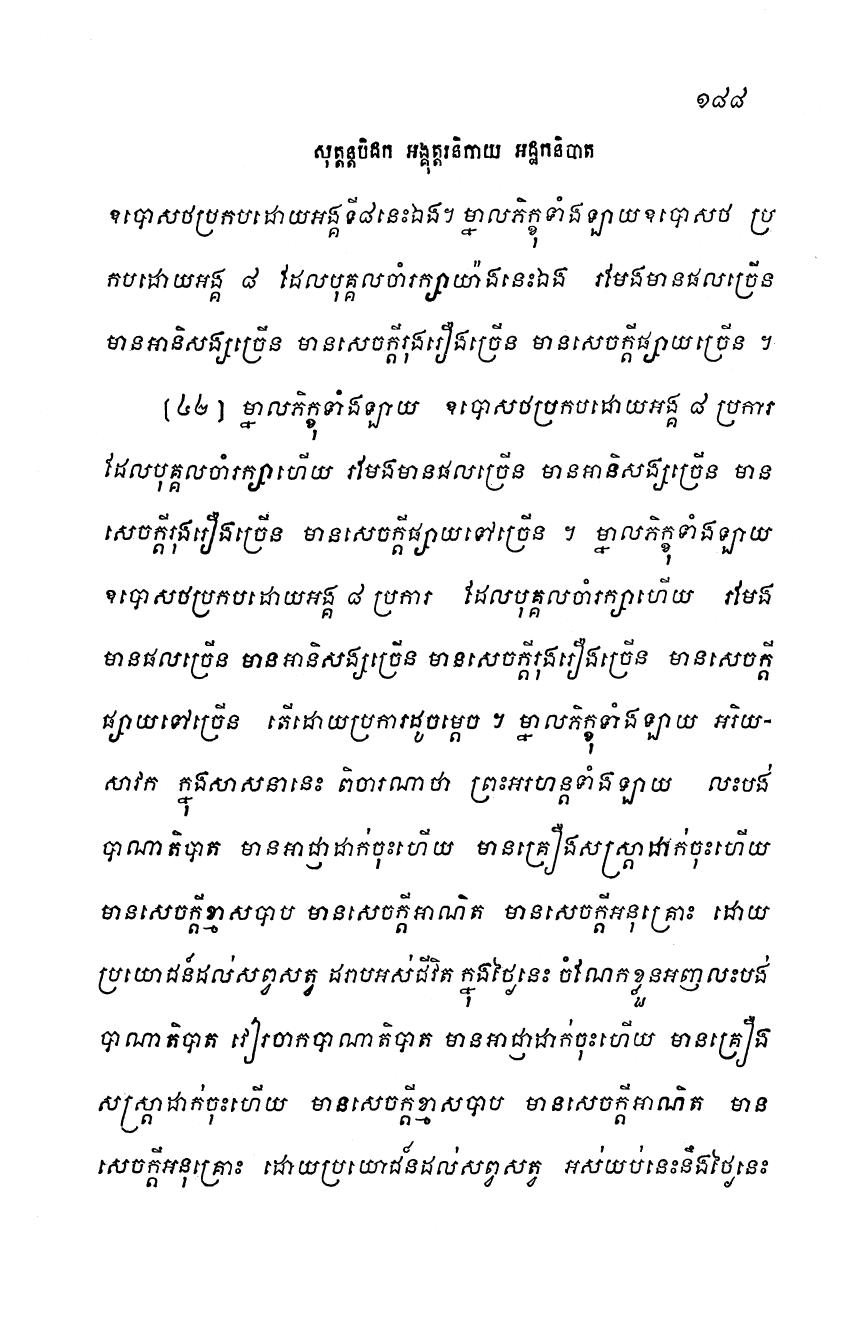 ១៨៨
សុត្តន្តបិដក អង្គុត្តរនិកាយ អដ្ឋកនិបាត
ឧបោសថប្រកបដោយអង្គទី៨នេះឯង។ ម្នាលភិក្ខុទាំងឡាយឧបោសថ ប្រ
កបដោយអង្គ ៨ ដែលបុគ្គលចាំរក្សាយ៉ាងនេះឯង រមែងមានផលច្រើន
មានអានិសង្សច្រើន មានសេចក្តីរុងរឿងច្រើន មានសេចក្តីផ្សាយច្រើន ។
(៤២) ម្នាលភិក្ខុទាំងឡាយ ឧបោសថប្រកបដោយអង្គ ៨ ប្រការ
ដែលបុគ្គលចាំរក្សាហើយ រមែងមានផលច្រើន មានអានិសង្សច្រើន មាន
សេចក្តីរុងរឿងច្រើន មានសេចក្តីផ្សាយទៅច្រើន ។ ម្នាលភិក្ខុទាំងឡាយ
ឧបោសថប្រកបដោយអង្គ ៨ ប្រការ ដែលបុគ្គលចាំរក្សាហើយ រមែង
មានផលច្រើន មានអានិសង្សច្រើន មានសេចក្តីរុងរឿងច្រើន មានសេចក្តី
ផ្សាយទៅច្រើន តើដោយប្រការដូចម្តេច ។ ម្នាលភិក្ខុទាំងឡាយ អរិយ-
សាវក ក្នុងសាសនានេះ ពិចារណាថា ព្រះអរហន្តទាំងឡាយ លះបង់
បាណាតិបាត មានអាជ្ញាដាក់ចុះហើយ មានគ្រឿងសស្ត្រាដាក់ចុះហើយ
មានសេចក្តីខ្មាសបាប មានសេចក្តីអាណិត មានសេចក្តីអនុគ្រោះ ដោយ
ប្រយោជន៍ដល់សព្វសត្វ ដរាបអស់ជីវិត ក្នុងថ្ងៃនេះ ចំណែកខ្លួនអញលះបង់
បាណាតិបាត វៀរចាកបាណាតិបាត មានអាជ្ញាដាក់ចុះហើយ មានគ្រឿង
សស្ត្រាដាក់ចុះហើយ មានសេចក្តីខ្មាសបាប មានសេចក្តីអាណិត មាន
សេចក្តីអនុគ្រោះ ដោយប្រយោជន៍ដល់សព្វសត្វ អស់យប់នេះនឹងថ្ងៃនេះ